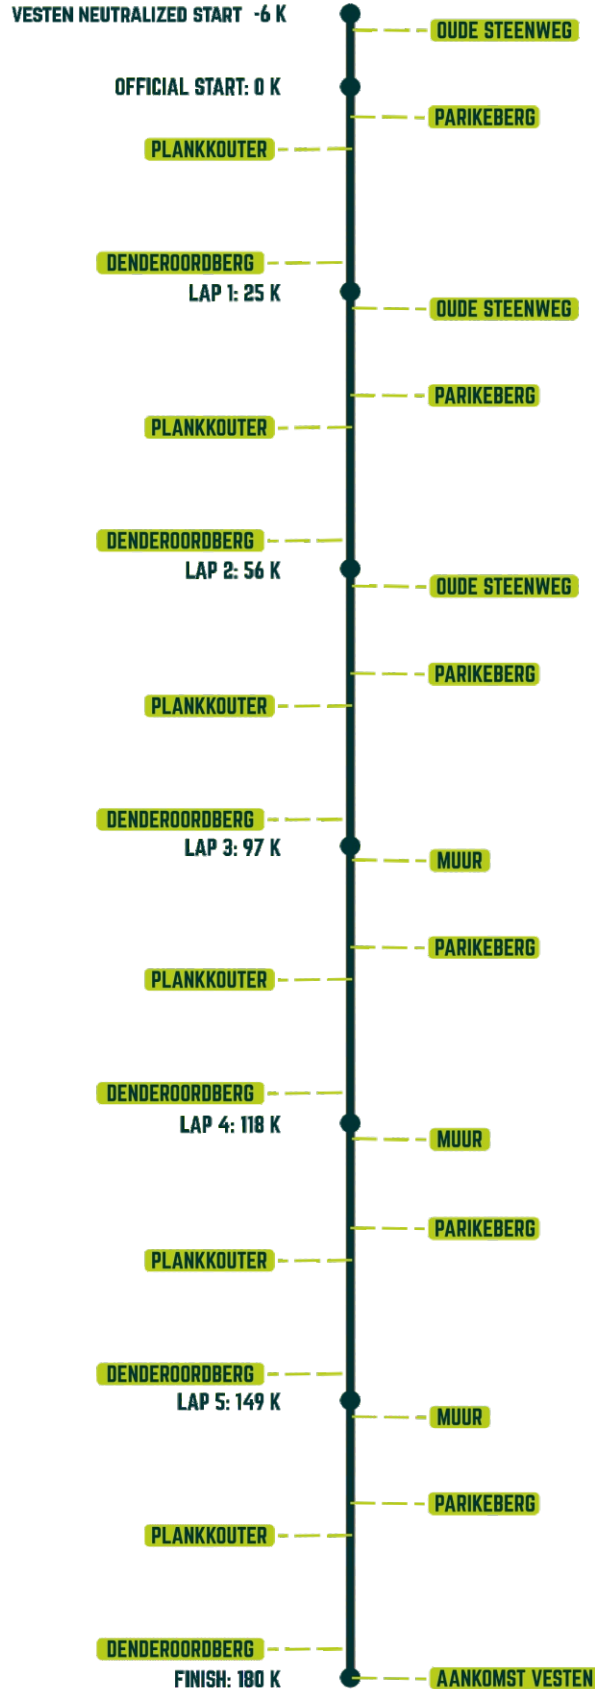 VESTEN NEUTRALIZED START -6 K
OUDE STEENWEG
OFFICIAL START: 0 K
PARIKEBERG
PLANKKOUTER
DENDEROORDBERG
LAP 1: 25 K
OUDE STEENWEG
PARIKEBERG
PLANKKOUTER
DENDEROORDBERG
LAP 2: 56 K
OUDE STEENWEG
PARIKEBERG
PLANKKOUTER
DENDEROORDBERG
LAP 3: 97 K
MUUR
PARIKEBERG
PLANKKOUTER
DENDEROORDBERG
LAP 4: 118 K
MUUR
PARIKEBERG
PLANKKOUTER
DENDEROORDBERG
LAP 5: 149 K
MUUR
PARIKEBERG
PLANKKOUTER
DENDEROORDBERG
FINISH: 180 K
AANKOMST VESTEN